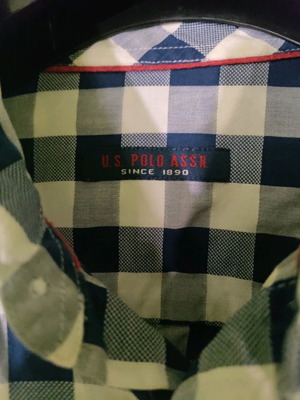 U.S. POLO ASSN.
SINCE 1890